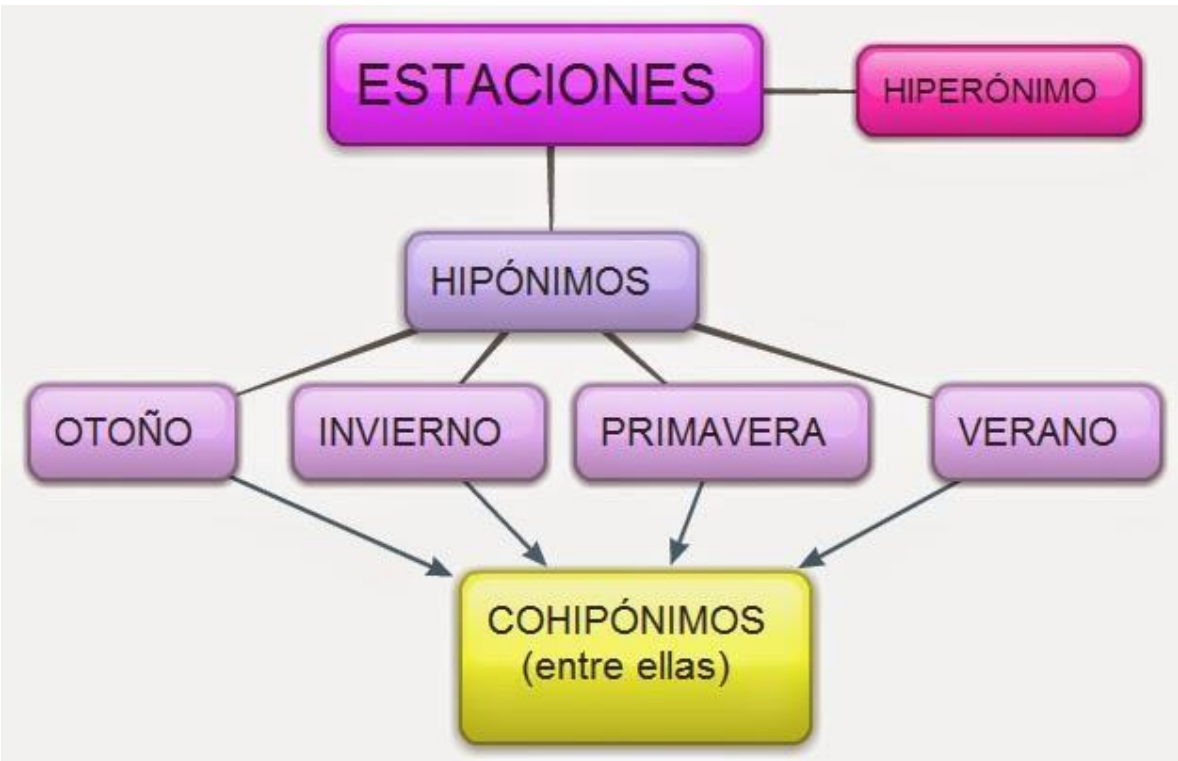 ESTACIONES
HIPERÓNIMO
HIPÓNIMOS
OTOÑO
INVIERNO
PRIMAVERA
VERANO
COHIPÓNIMOS
(entre ellas)